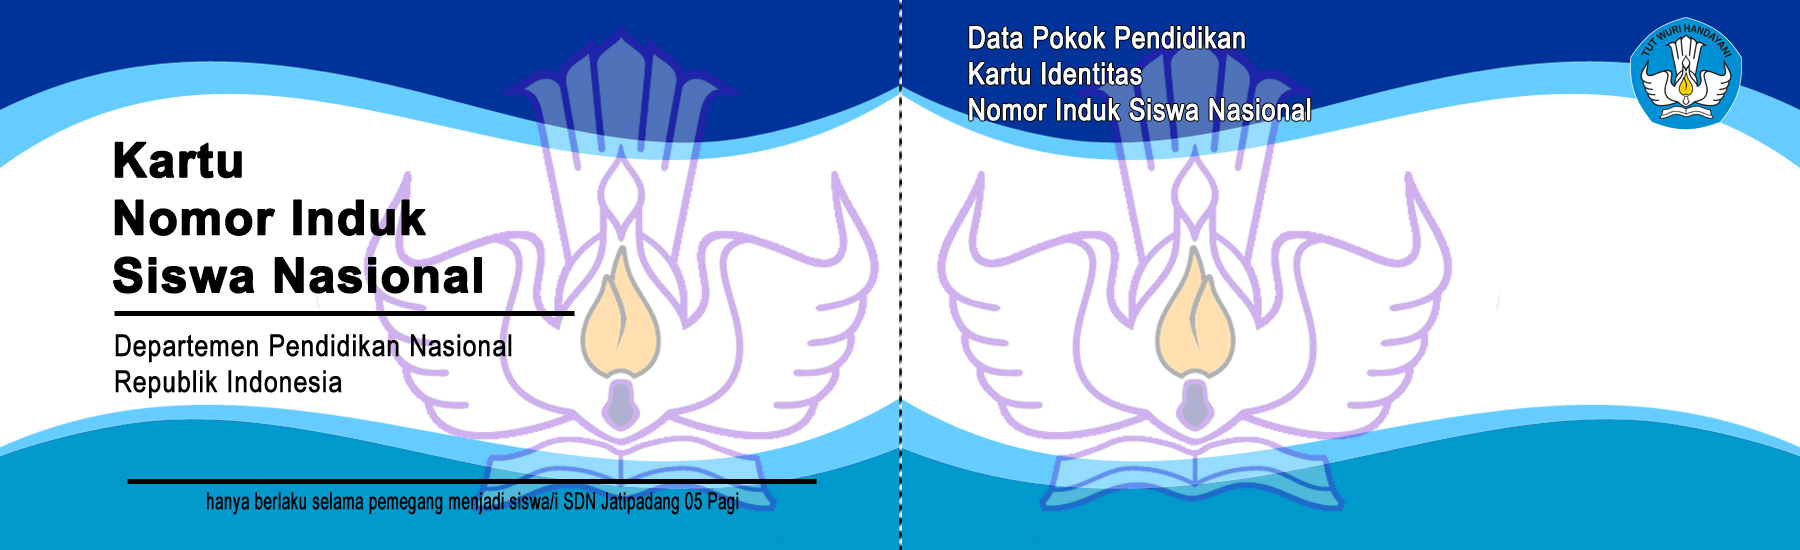 Kartu
Nomor Induk
Siswa Nasional
Departemen Pendidikan Nasional
Republik Indonesia
hanya berlaku selama pemegang menjadi siswa/i SDN Jatipadang 05 Pagi
Data Pokok Pendidikan
Kartu Identitas
Nomor Induk Siswa Nasional
TUT WURI HANDAYANI